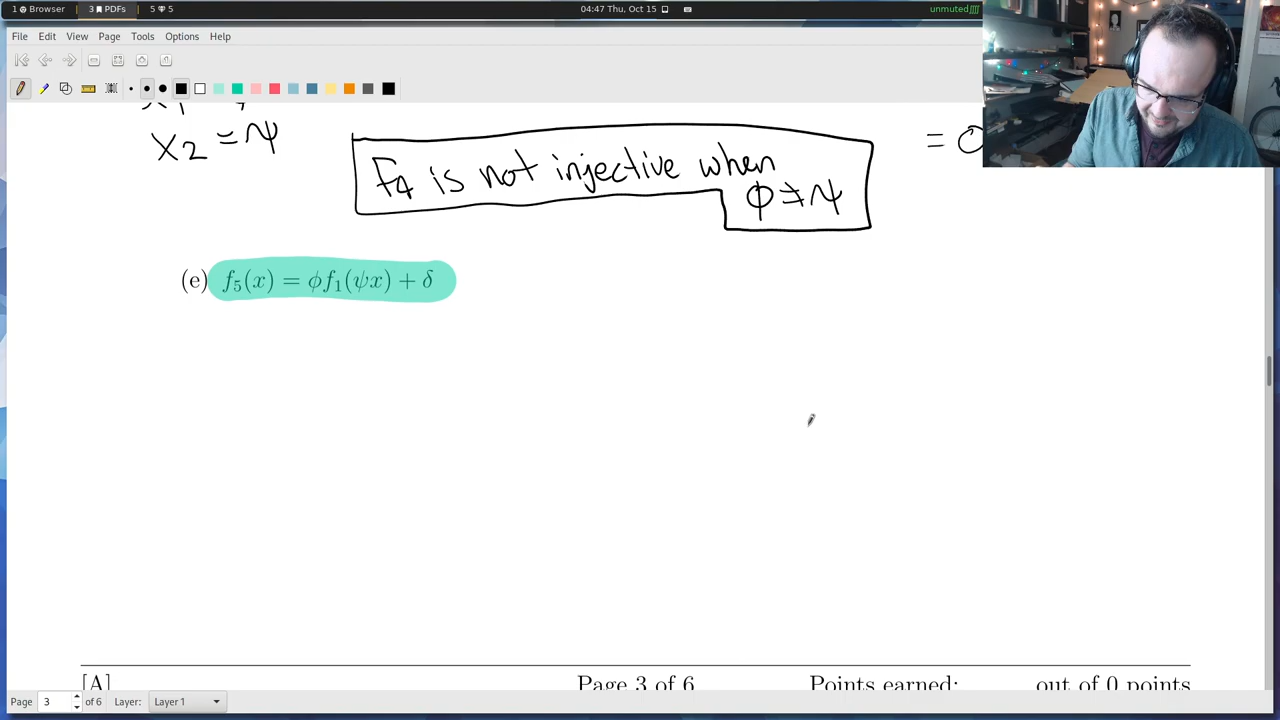 1 Browser 3 PDFs 5 5 04:47 Thu, Oct 15 unmuted
File Edit View Page Tools Options Help
x₂ = ψ
= 0
f₄ is not injective when
φ ≠ ψ
(e) f₅(x) = φf₁(ψx) + δ
[A] Page 3 of 6 Points earned: out of 0 points
Page 3 of 6 Layer: Layer 1